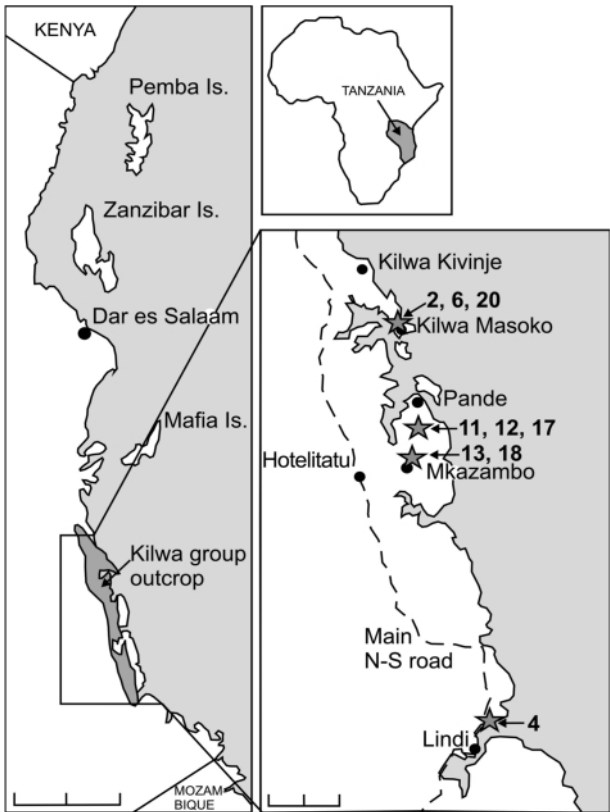 KENYA
Pemba Is.
Zanzibar Is.
Dar es Salaam
Mafia Is.
Kilwa group
outcrop
MOZAM
BIQUE
TANZANIA
Kilwa Kivinje
2, 6, 20
Kilwa Masoko
Pande
11, 12, 17
13, 18
Hotelitatu
Mkazambo
Main
N-S road
4
Lindi